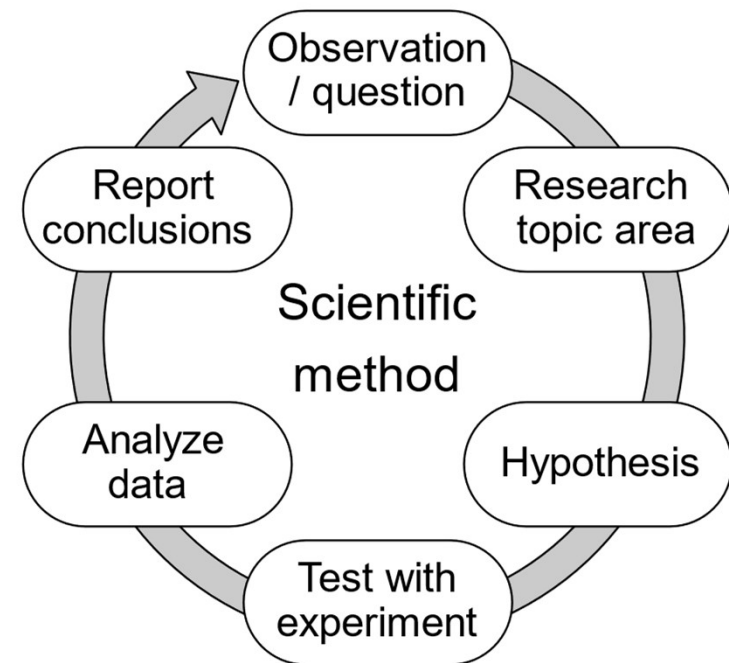 Observation
/ question
Research
topic area
Hypothesis
Test with
experiment
Analyze
data
Report
conclusions
Scientific
method